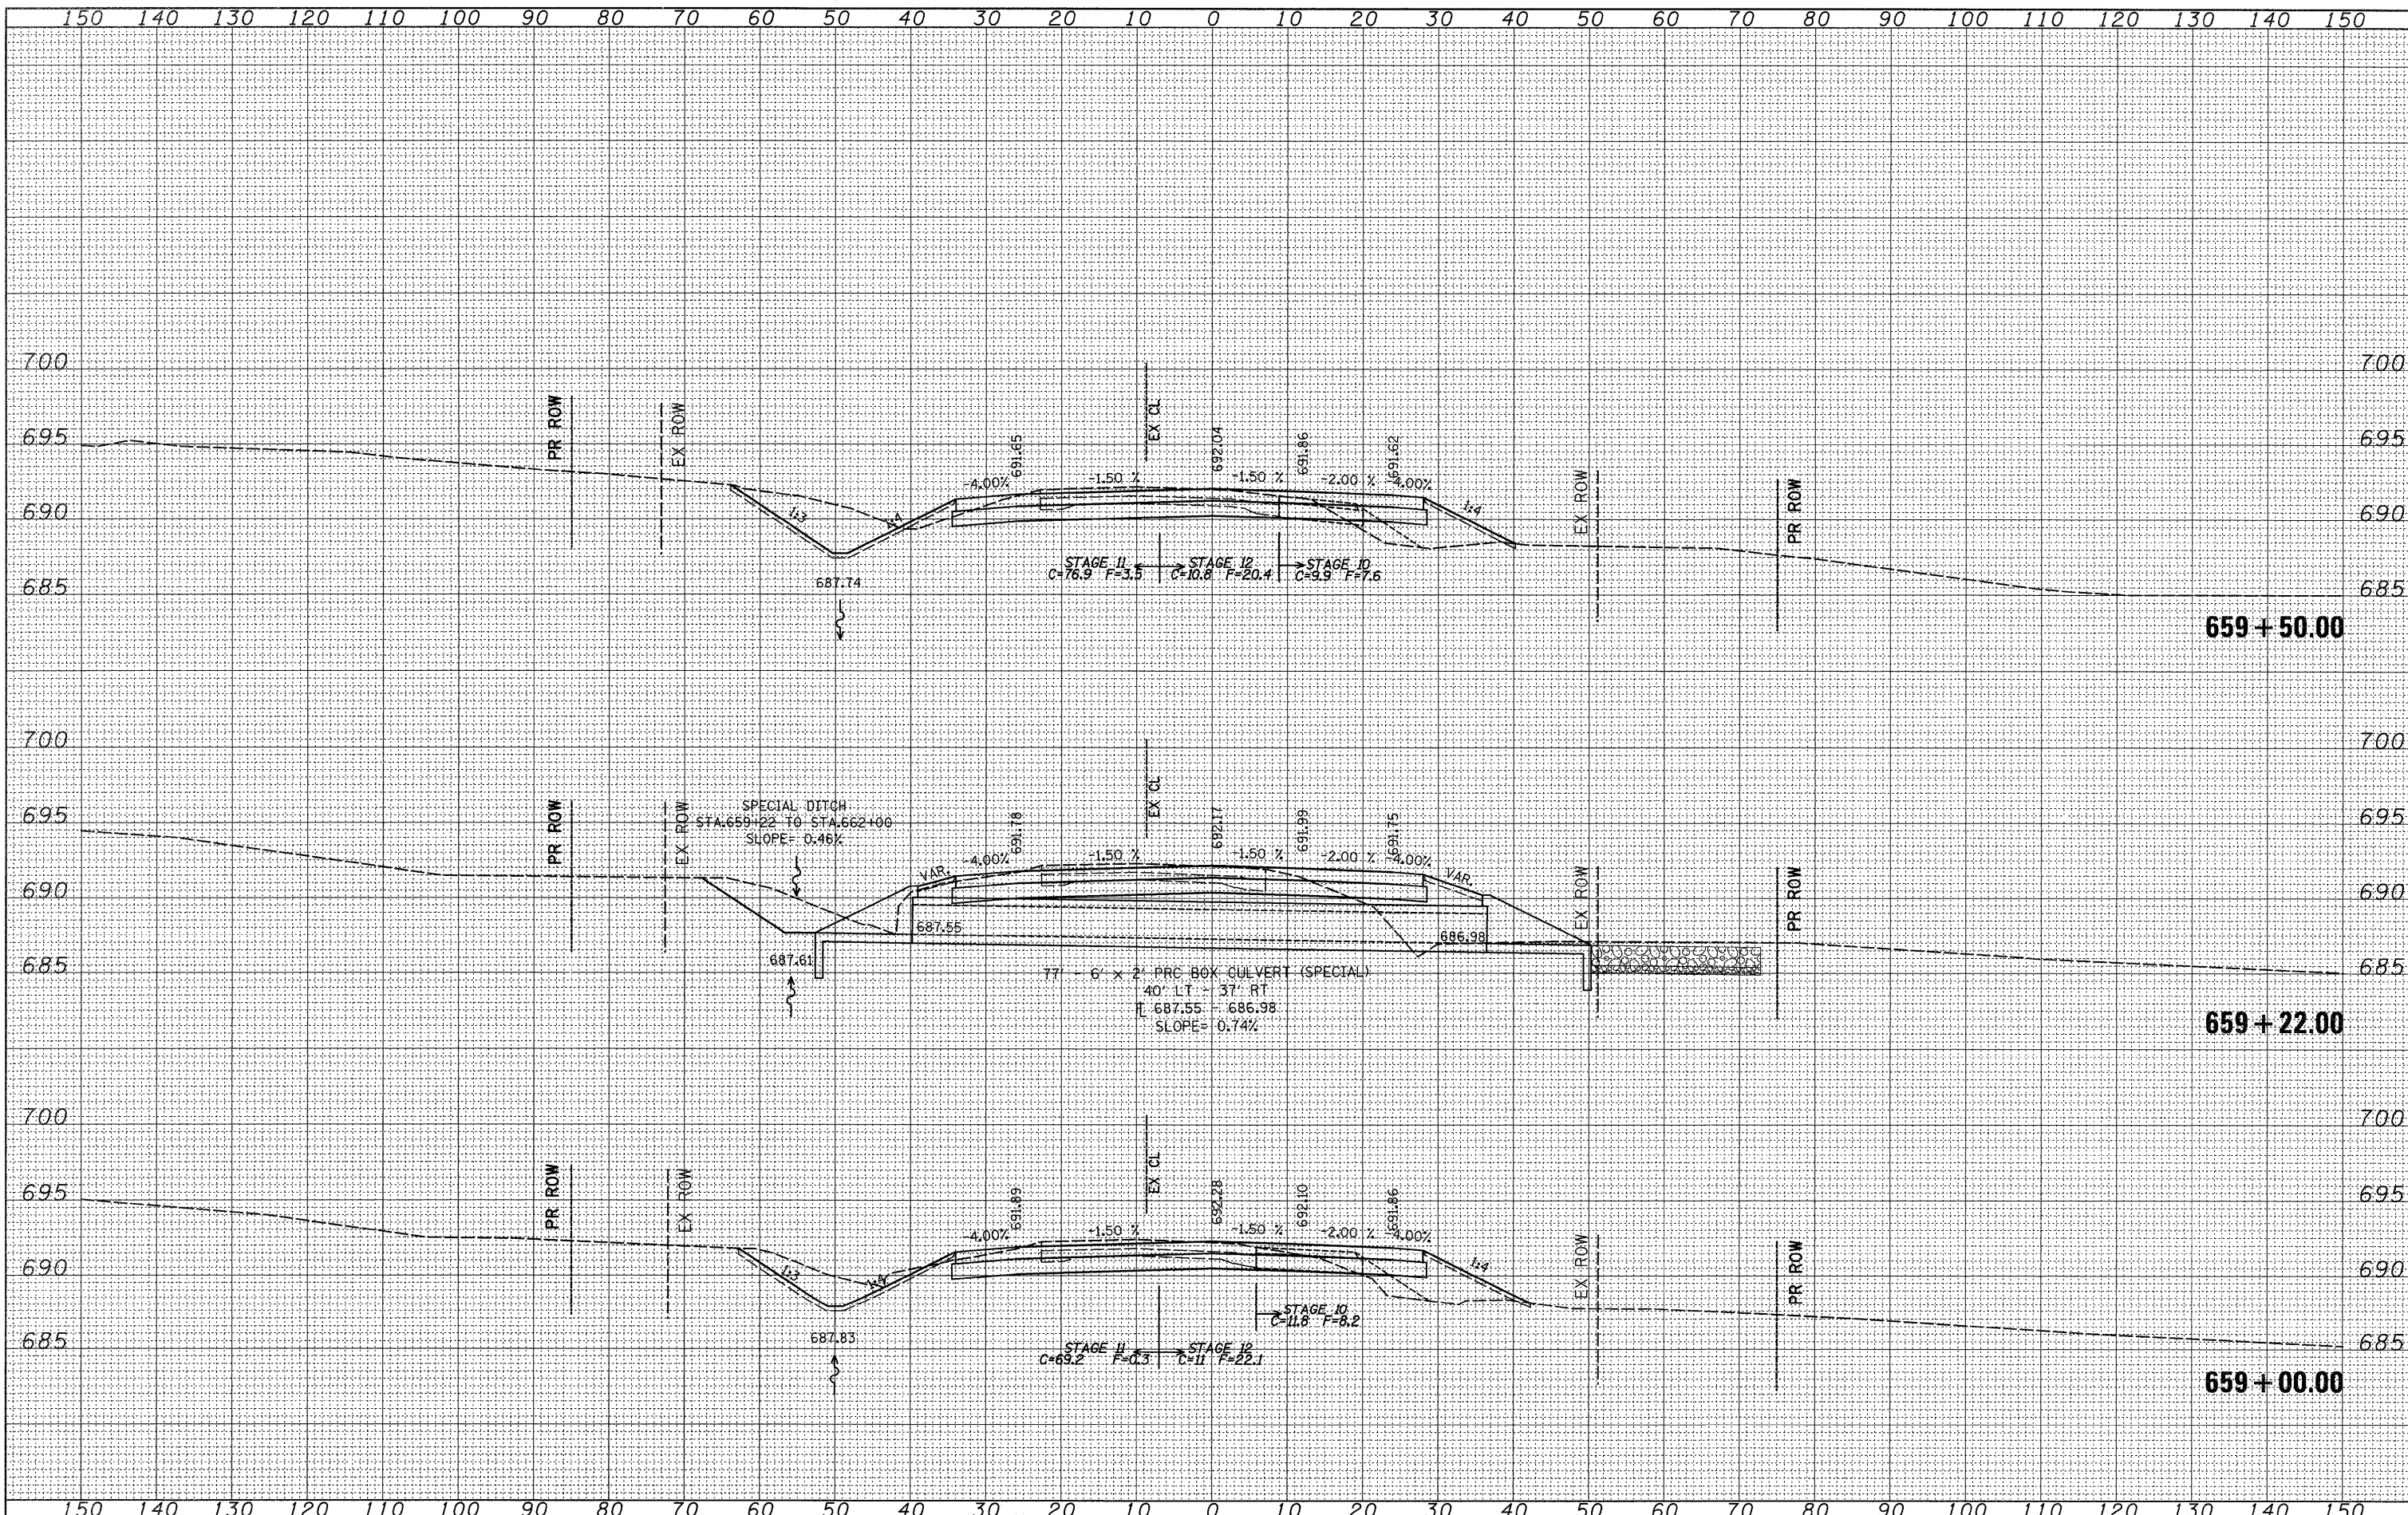 150 140 130 120 110 100 90 80 70 60 50 40 30 20 10 0 10 20 30 40 50 60 70 80 90 100 110 120 130 140 150
700 700
EX CL
PR ROW
EX ROW
695 695
691.65
692.04
691.86
691.62
-4.00% -1.50 % -1.50 % -2.00 % -4.00%
EX ROW
PR ROW
690 690
1:3 1:4 1:4
STAGE 11 STAGE 12 STAGE 10
C=76.9 F=3.5 C=10.8 F=20.4 C=9.9 F=7.6
687.74
685 685
659+50.00
700 700
EX CL
PR ROW
EX ROW
SPECIAL DITCH
STA.659+22 TO STA.662+00
SLOPE= 0.46%
695 695
691.78
692.17
691.99
691.75
-4.00% -1.50 % -1.50 % -2.00 % -4.00%
VAR. VAR.
EX ROW
PR ROW
690 690
687.55 686.98
687.61
685 685
77' - 6' x 2' PRC BOX CULVERT (SPECIAL)
40' LT - 37' RT
FL 687.55 - 686.98
SLOPE= 0.74%
659+22.00
700 700
EX CL
PR ROW
EX ROW
695 695
691.89
692.28
692.10
691.86
-4.00% -1.50 % -1.50 % -2.00 % -4.00%
EX ROW
PR ROW
690 690
1:3 1:4 1:4
STAGE 10
C=11.8 F=8.2
687.83
685 685
STAGE 11 STAGE 12
C=69.2 F=0.3 C=11 F=22.1
659+00.00
150 140 130 120 110 100 90 80 70 60 50 40 30 20 10 0 10 20 30 40 50 60 70 80 90 100 110 120 130 140 150